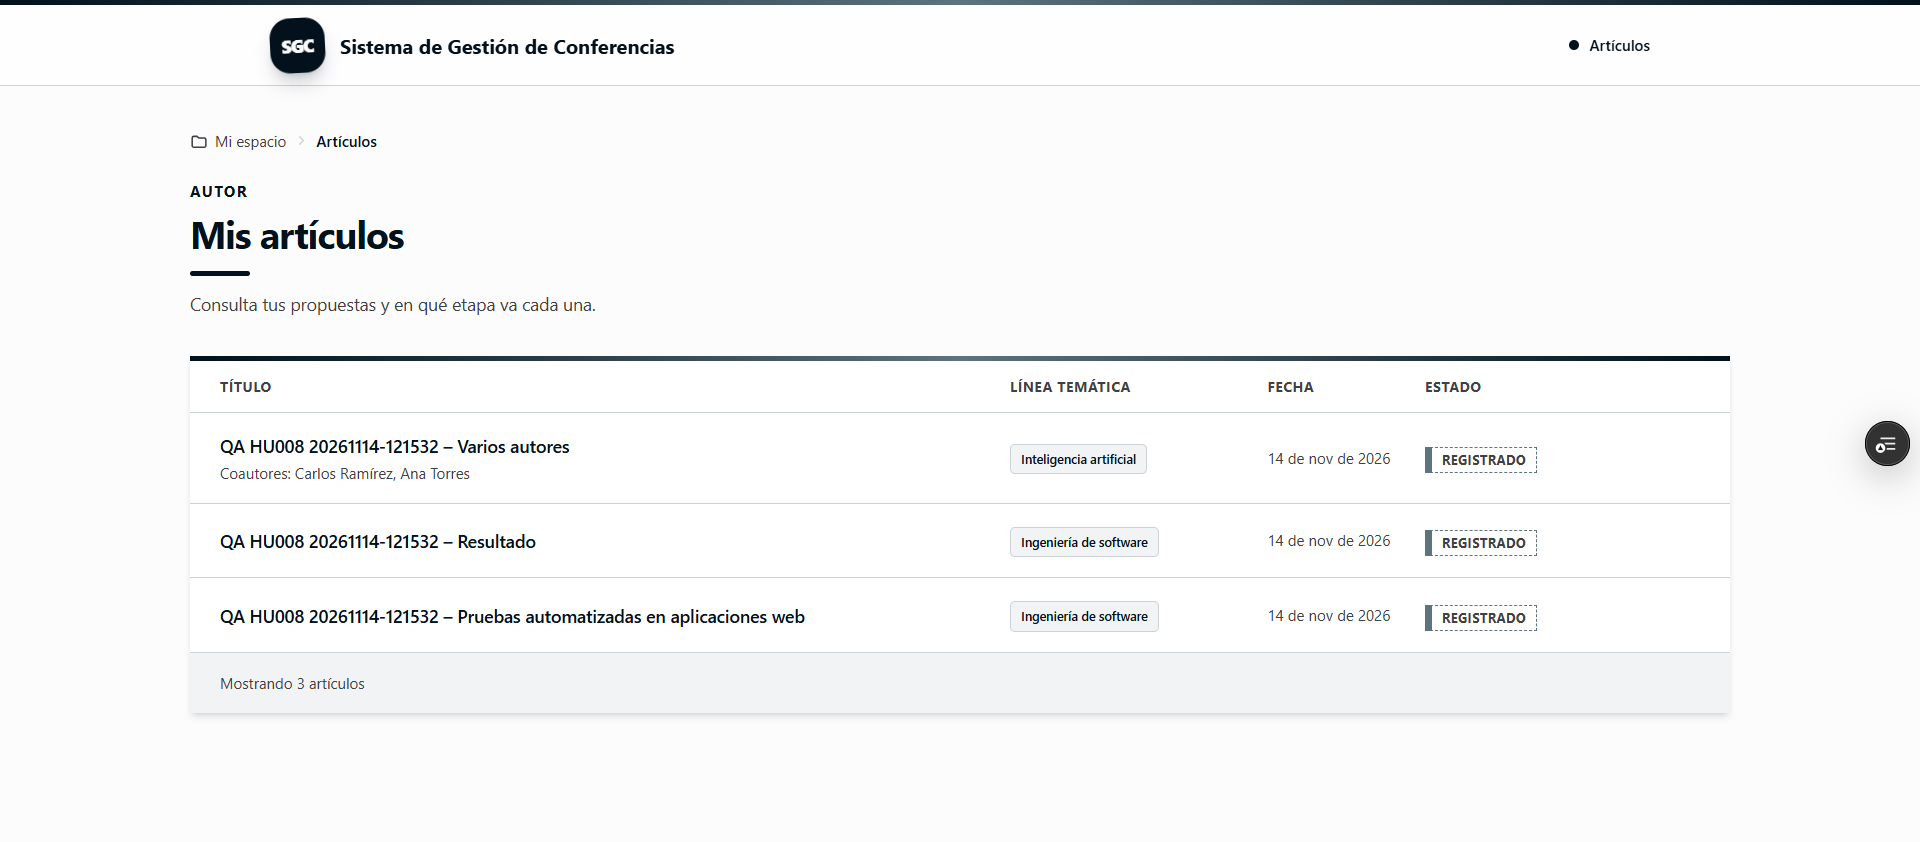 SGC Sistema de Gestión de Conferencias
Artículos
Mi espacio > Artículos
AUTOR
Mis artículos
Consulta tus propuestas y en qué etapa va cada una.
TÍTULO LÍNEA TEMÁTICA FECHA ESTADO
QA HU008 20261114-121532 – Varios autores
Coautores: Carlos Ramírez, Ana Torres
Inteligencia artificial 14 de nov de 2026 REGISTRADO
QA HU008 20261114-121532 – Resultado Ingeniería de software 14 de nov de 2026 REGISTRADO
QA HU008 20261114-121532 – Pruebas automatizadas en aplicaciones web Ingeniería de software 14 de nov de 2026 REGISTRADO
Mostrando 3 artículos